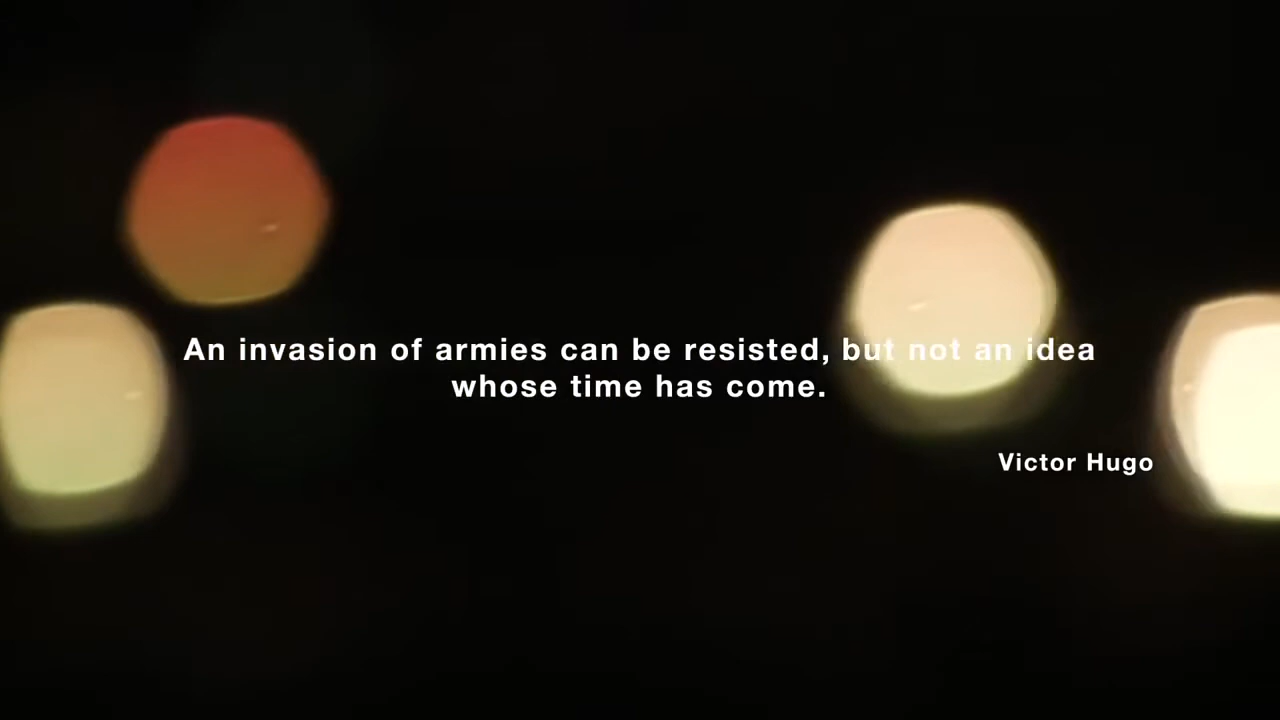 An invasion of armies can be resisted, but not an idea
whose time has come.
Victor Hugo